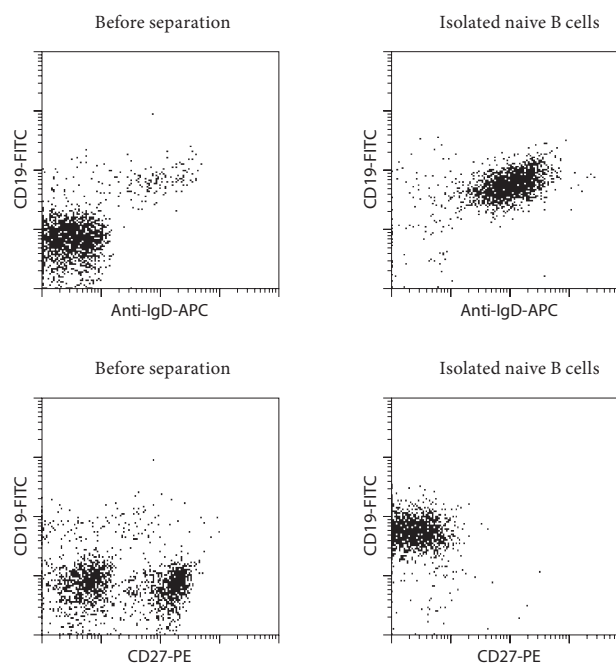 Before separation
Isolated naive B cells
CD19-FITC
CD19-FITC
Anti-IgD-APC
Anti-IgD-APC
Before separation
Isolated naive B cells
CD19-FITC
CD19-FITC
CD27-PE
CD27-PE